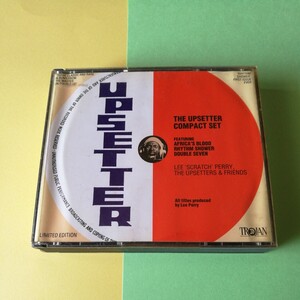 UPSETTER
THE UPSETTER
COMPACT SET
FEATURING
AFRICA'S BLOOD
RHYTHM SHOWER
DOUBLE SEVEN
LEE 'SCRATCH' PERRY,
THE UPSETTERS & FRIENDS
All titles produced
by Lee Perry
LIMITED EDITION
TROJAN